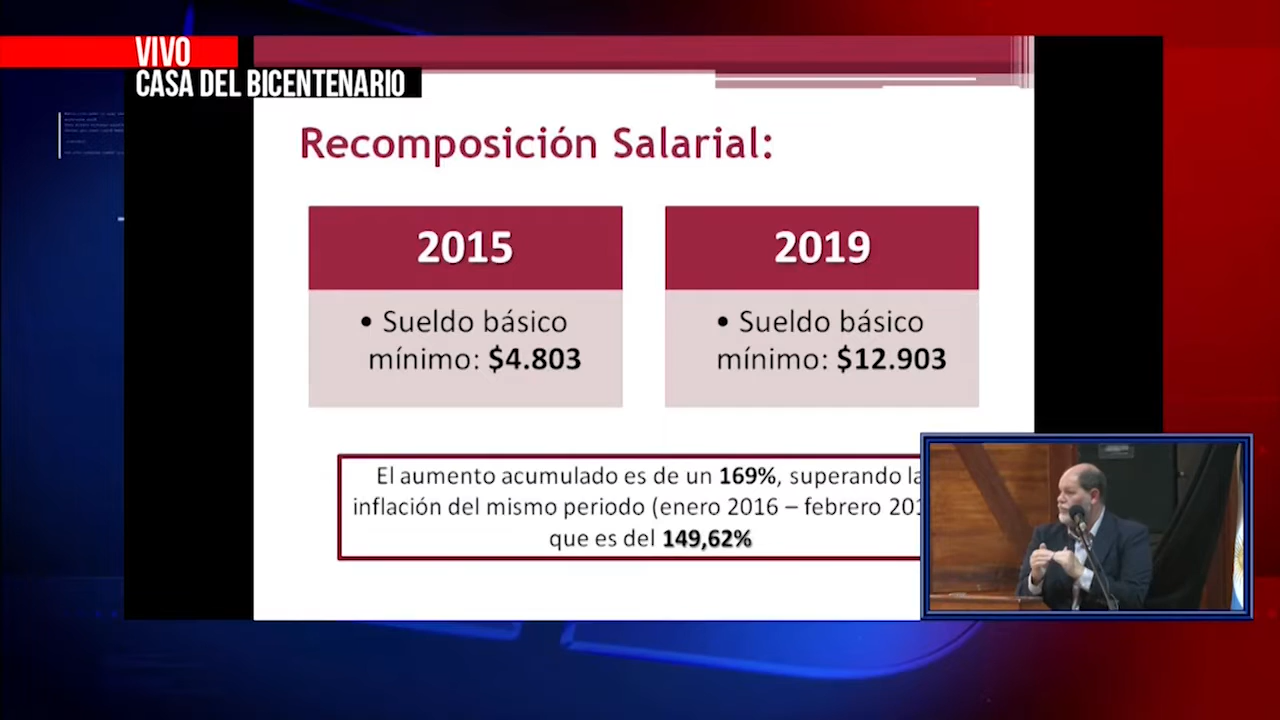 VIVO
CASA DEL BICENTENARIO
Recomposición Salarial:
2015
• Sueldo básico
mínimo: $4.803
2019
• Sueldo básico
mínimo: $12.903
El aumento acumulado es de un 169%, superando
inflación del mismo periodo (enero 2016 – febrero
que es del 149,62%